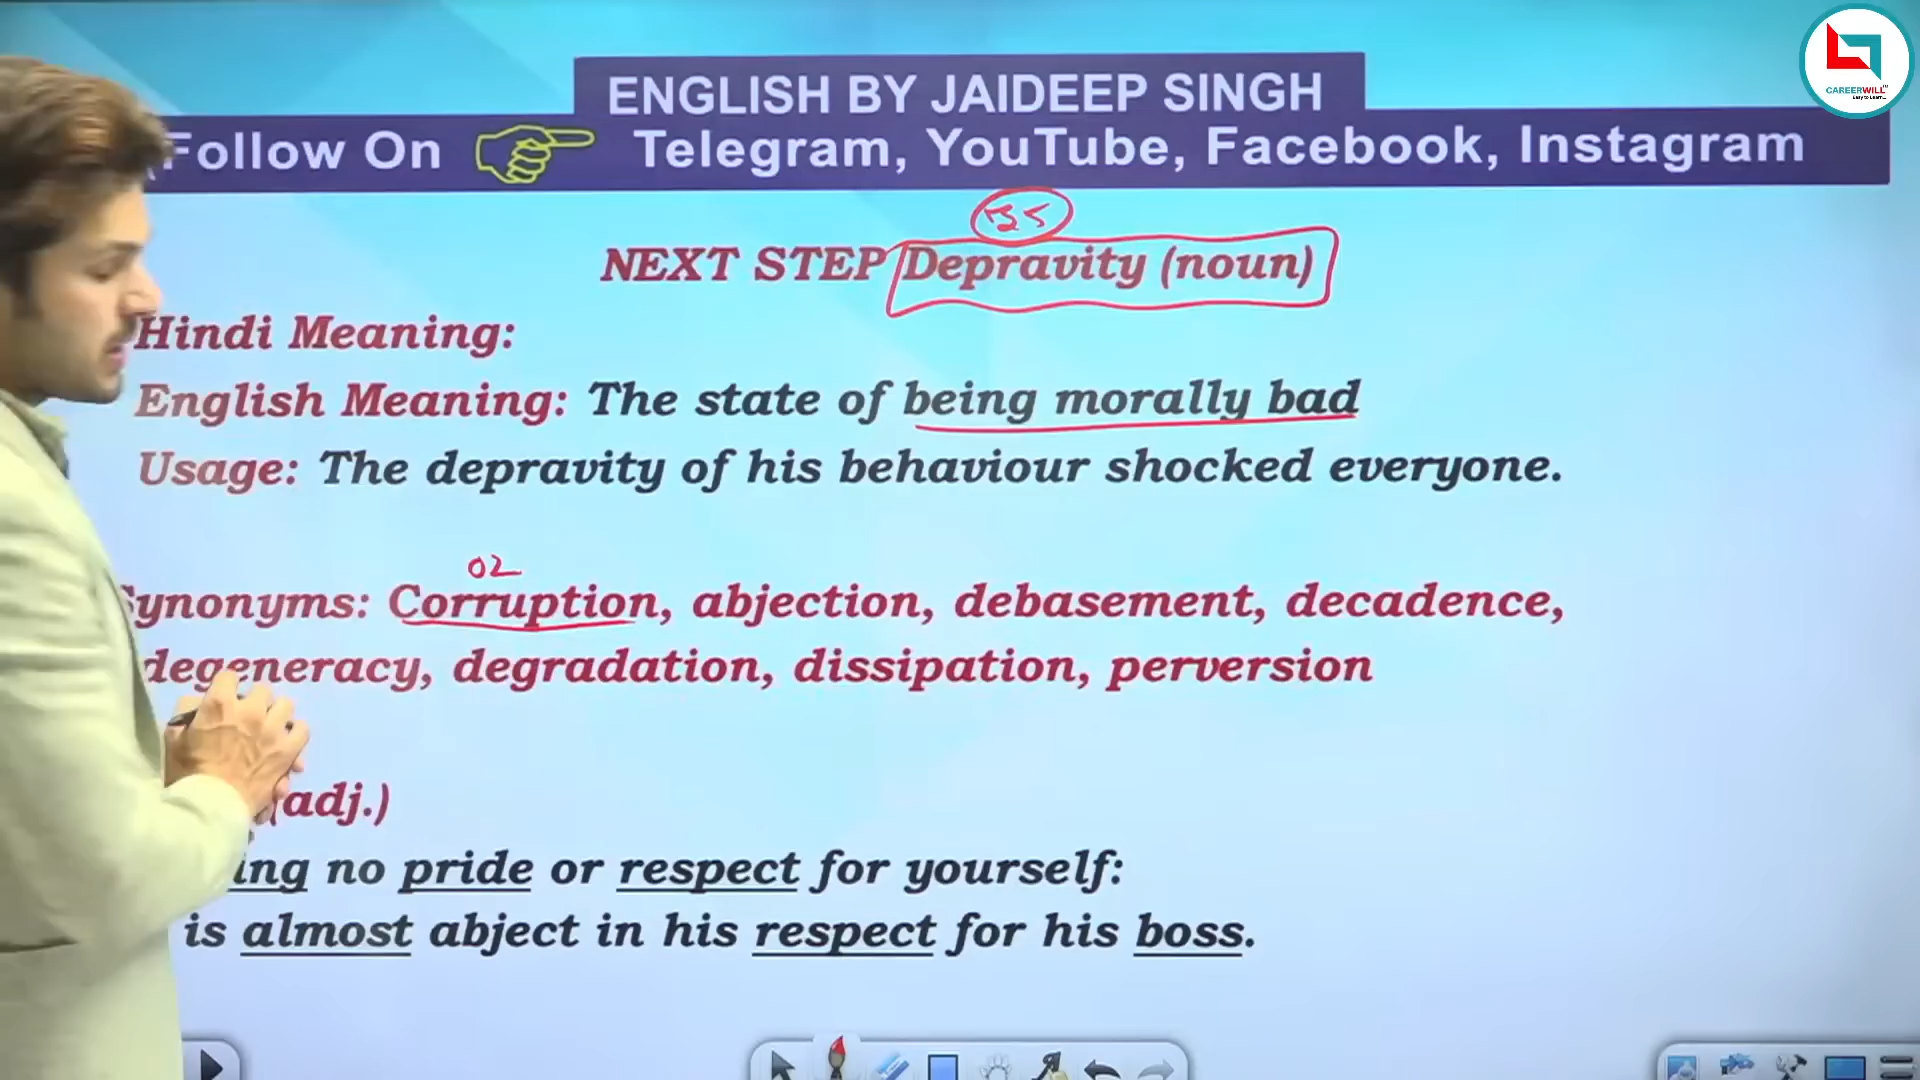 CAREERWILL
ENGLISH BY JAIDEEP SINGH
Follow On Telegram, YouTube, Facebook, Instagram
NEXT STEP Depravity (noun)
Hindi Meaning:
English Meaning: The state of being morally bad
Usage: The depravity of his behaviour shocked everyone.
02
Synonyms: Corruption, abjection, debasement, decadence,
degeneracy, degradation, dissipation, perversion
(adj.)
ing no pride or respect for yourself:
is almost abject in his respect for his boss.